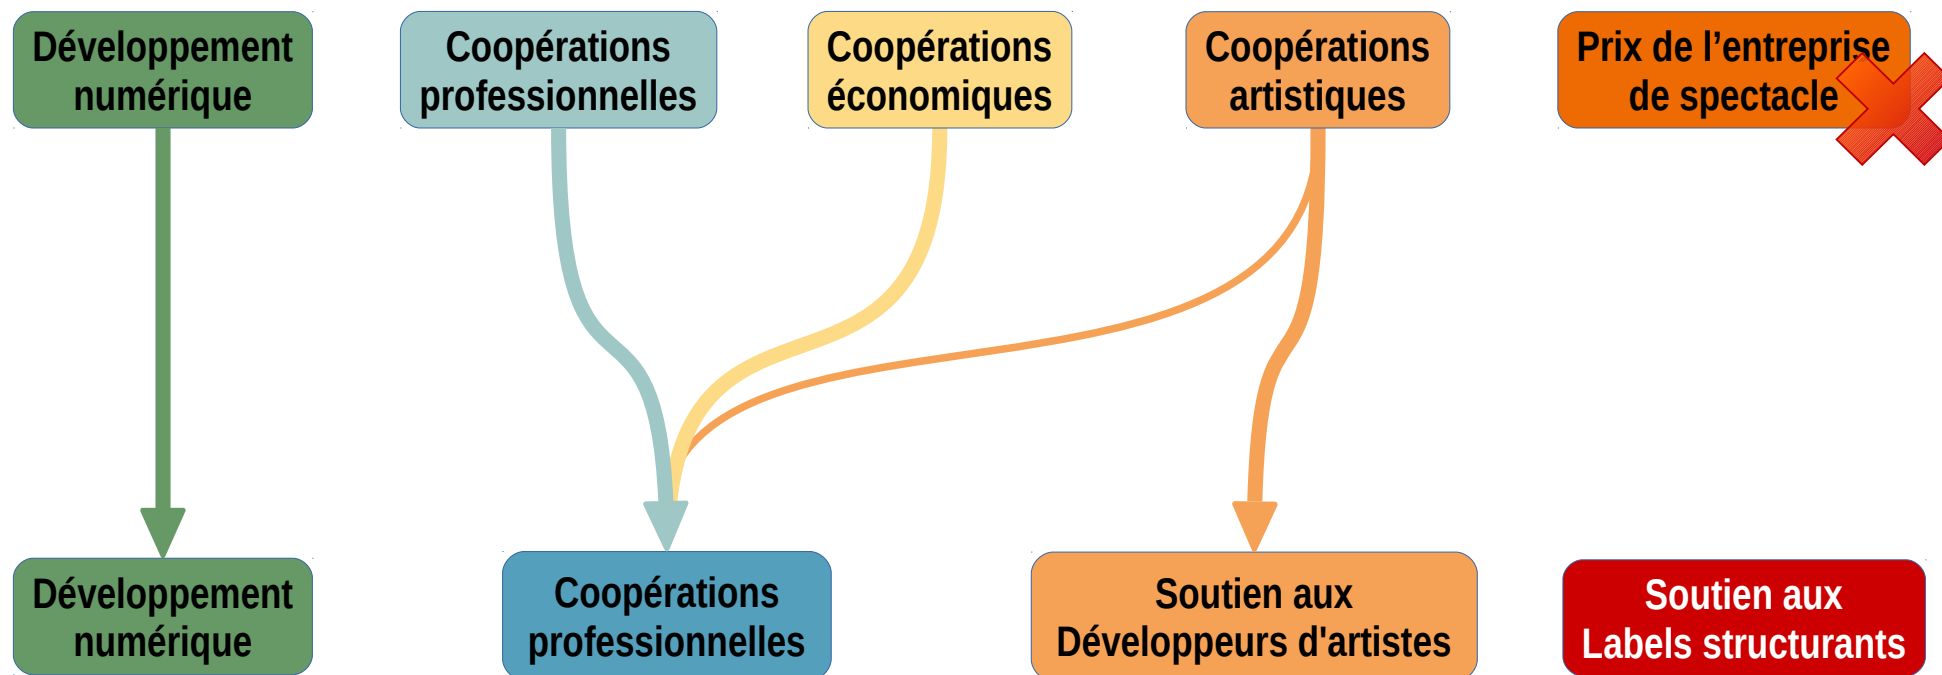 Développement
numérique
Coopérations
professionnelles
Coopérations
économiques
Coopérations
artistiques
Prix de l’entreprise
de spectacle
Développement
numérique
Coopérations
professionnelles
Soutien aux
Développeurs d'artistes
Soutien aux
Labels structurants